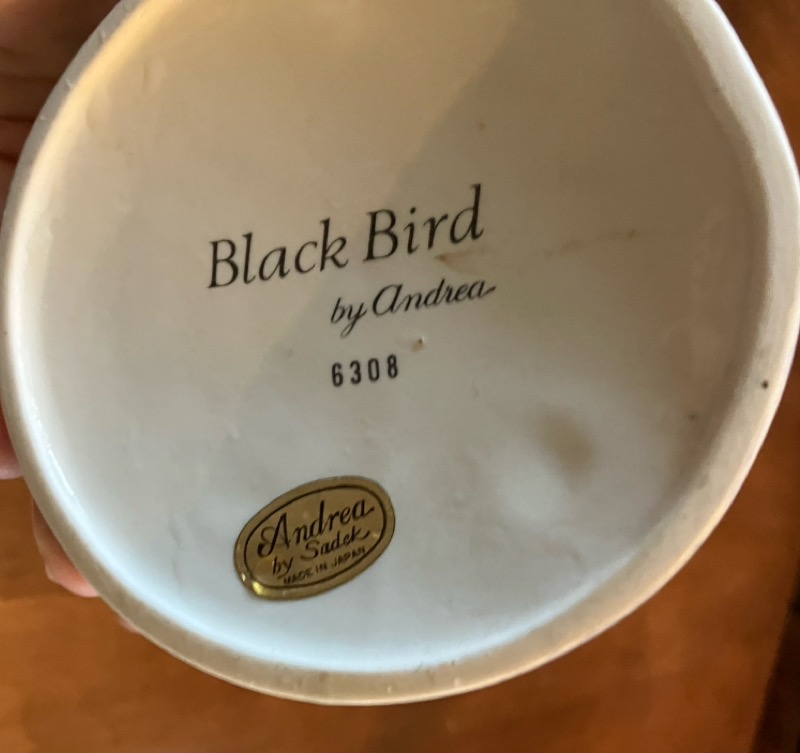 Black Bird
by Andrea
6308
Andrea
by Sadek
MADE IN JAPAN